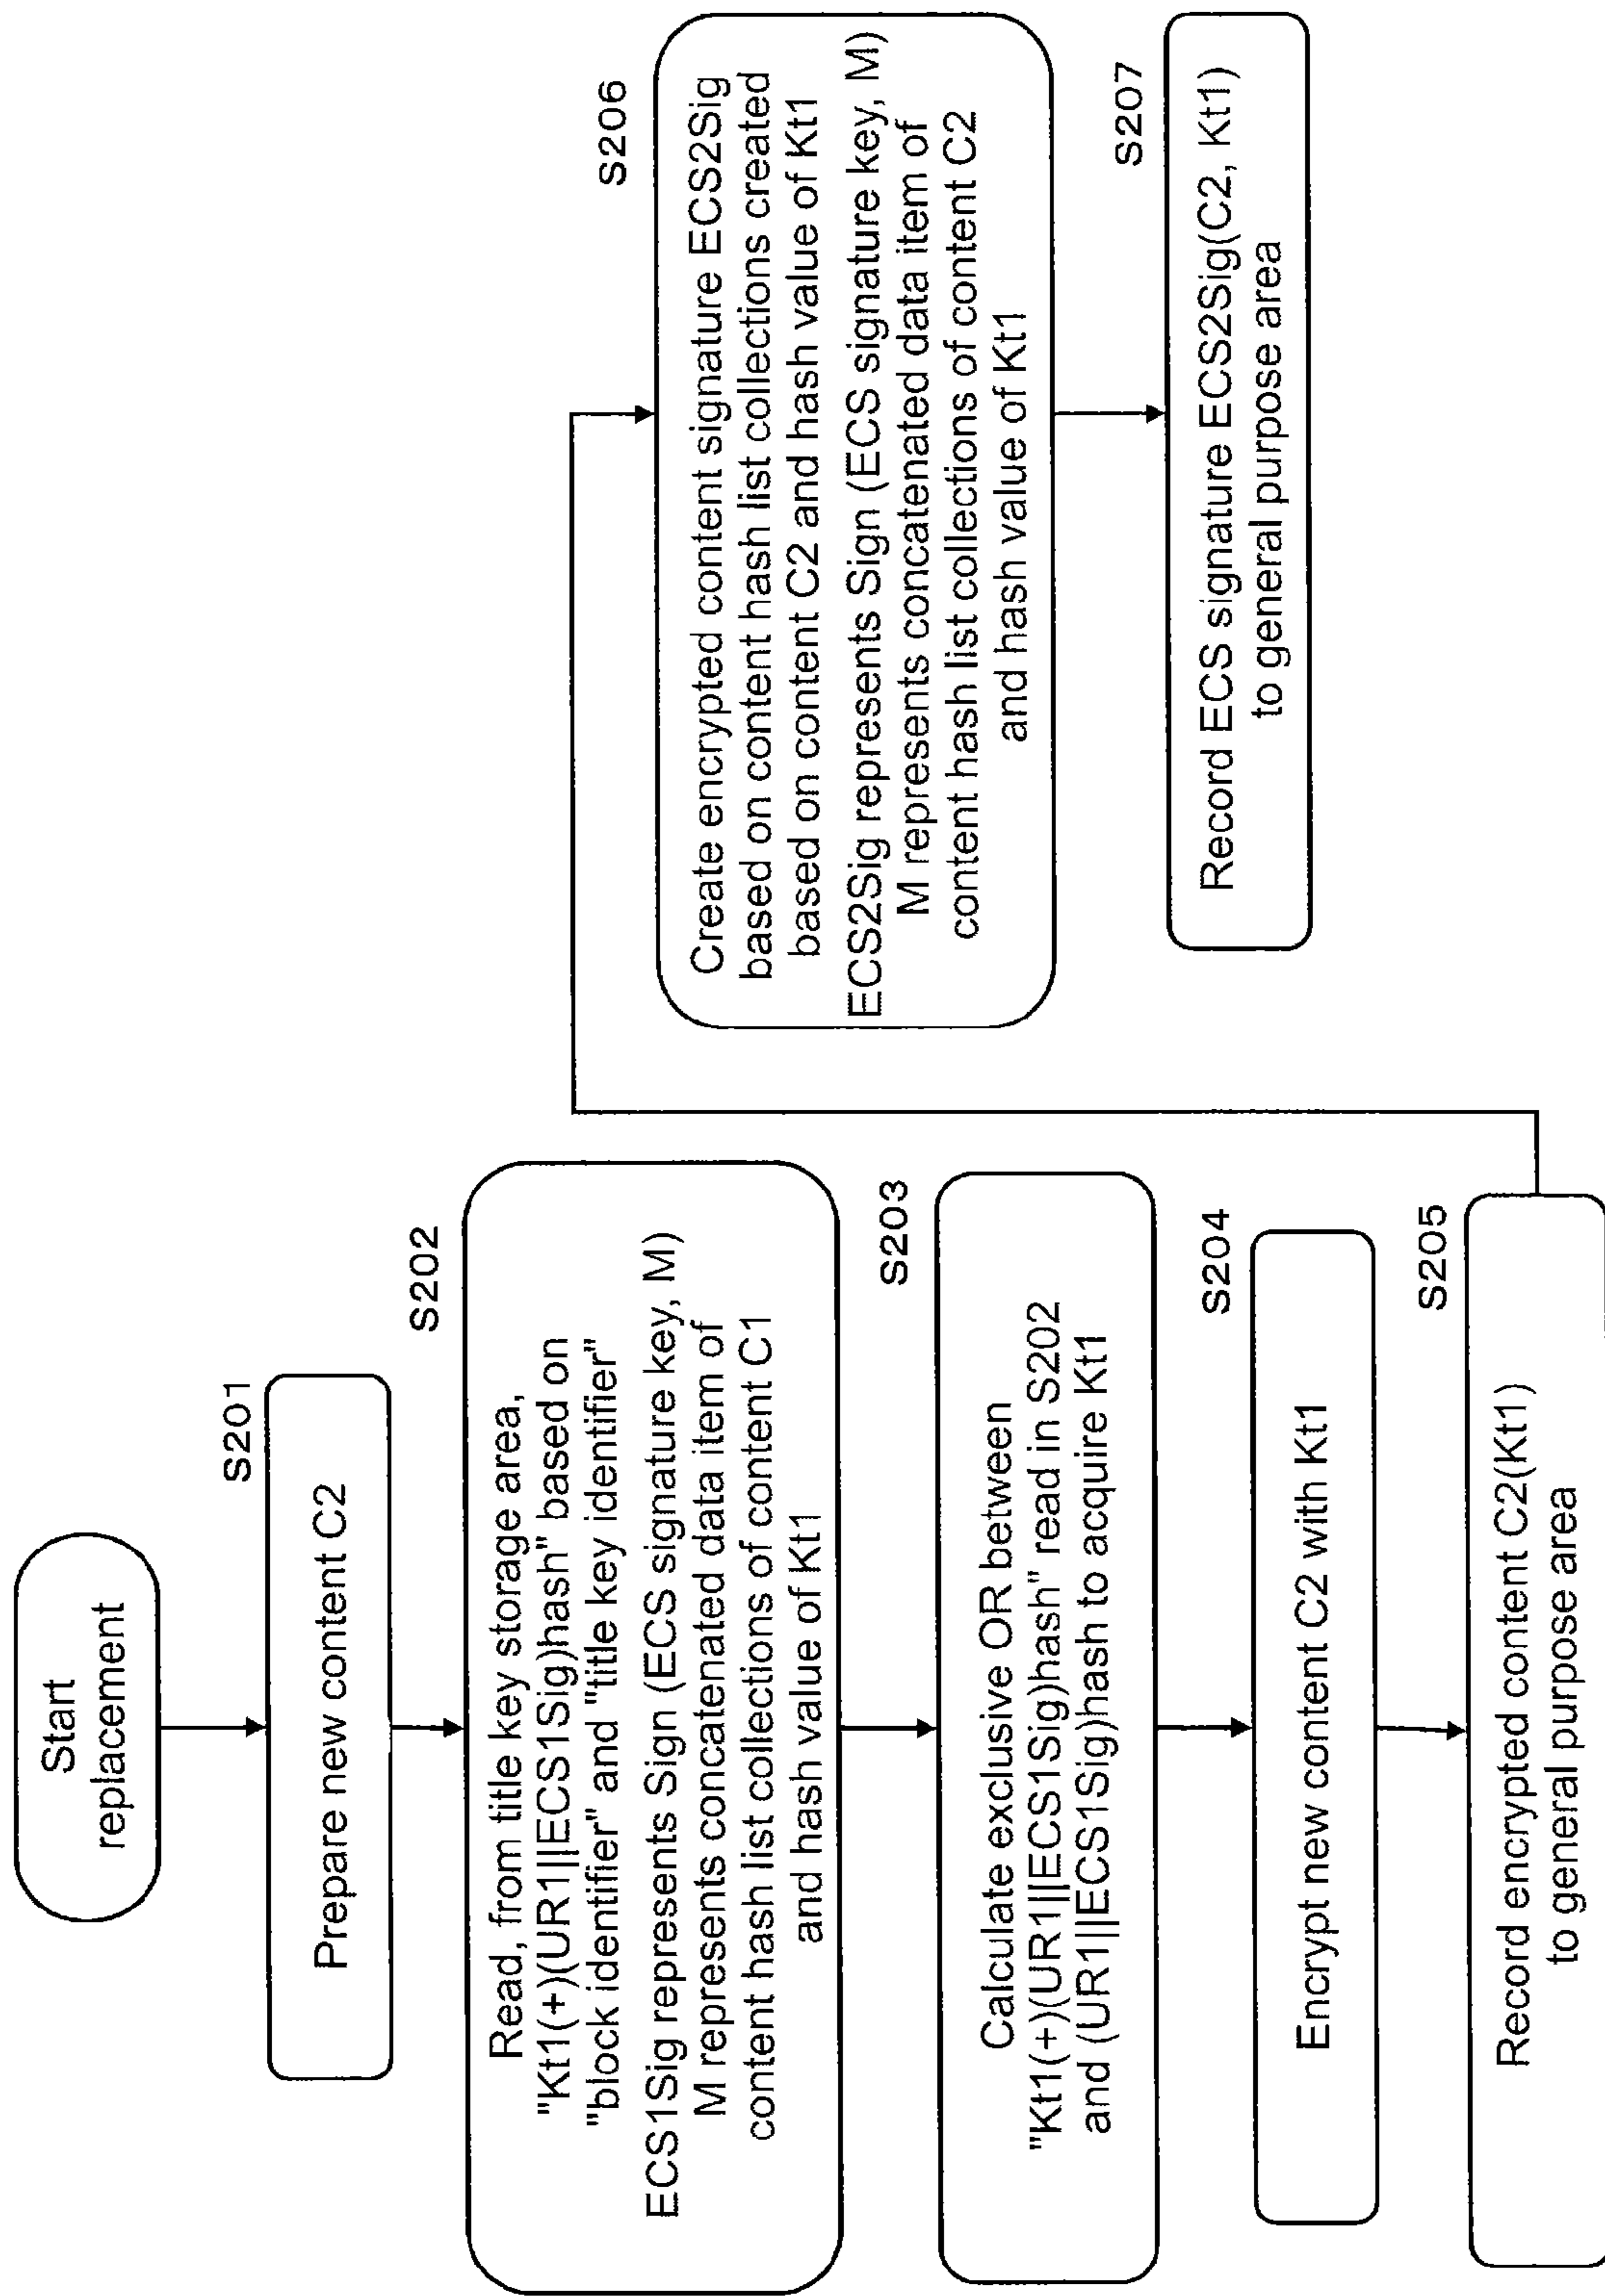 Start
replacement
S201
Prepare new content C2
S202
Read, from title key storage area,
"Kt1(+)(UR1||ECS1Sig)hash" based on
"block identifier" and "title key identifier"
ECS1Sig represents Sign (ECS signature key, M)
M represents concatenated data item of
content hash list collections of content C1
and hash value of Kt1
S203
Calculate exclusive OR between
"Kt1(+)(UR1||ECS1Sig)hash" read in S202
and (UR1||ECS1Sig)hash to acquire Kt1
S204
Encrypt new content C2 with Kt1
S205
Record encrypted content C2(Kt1)
to general purpose area
S206
Create encrypted content signature ECS2Sig
based on content hash list collections created
based on content C2 and hash value of Kt1
ECS2Sig represents Sign (ECS signature key, M)
M represents concatenated data item of
content hash list collections of content C2
and hash value of Kt1
S207
Record ECS signature ECS2Sig(C2, Kt1)
to general purpose area